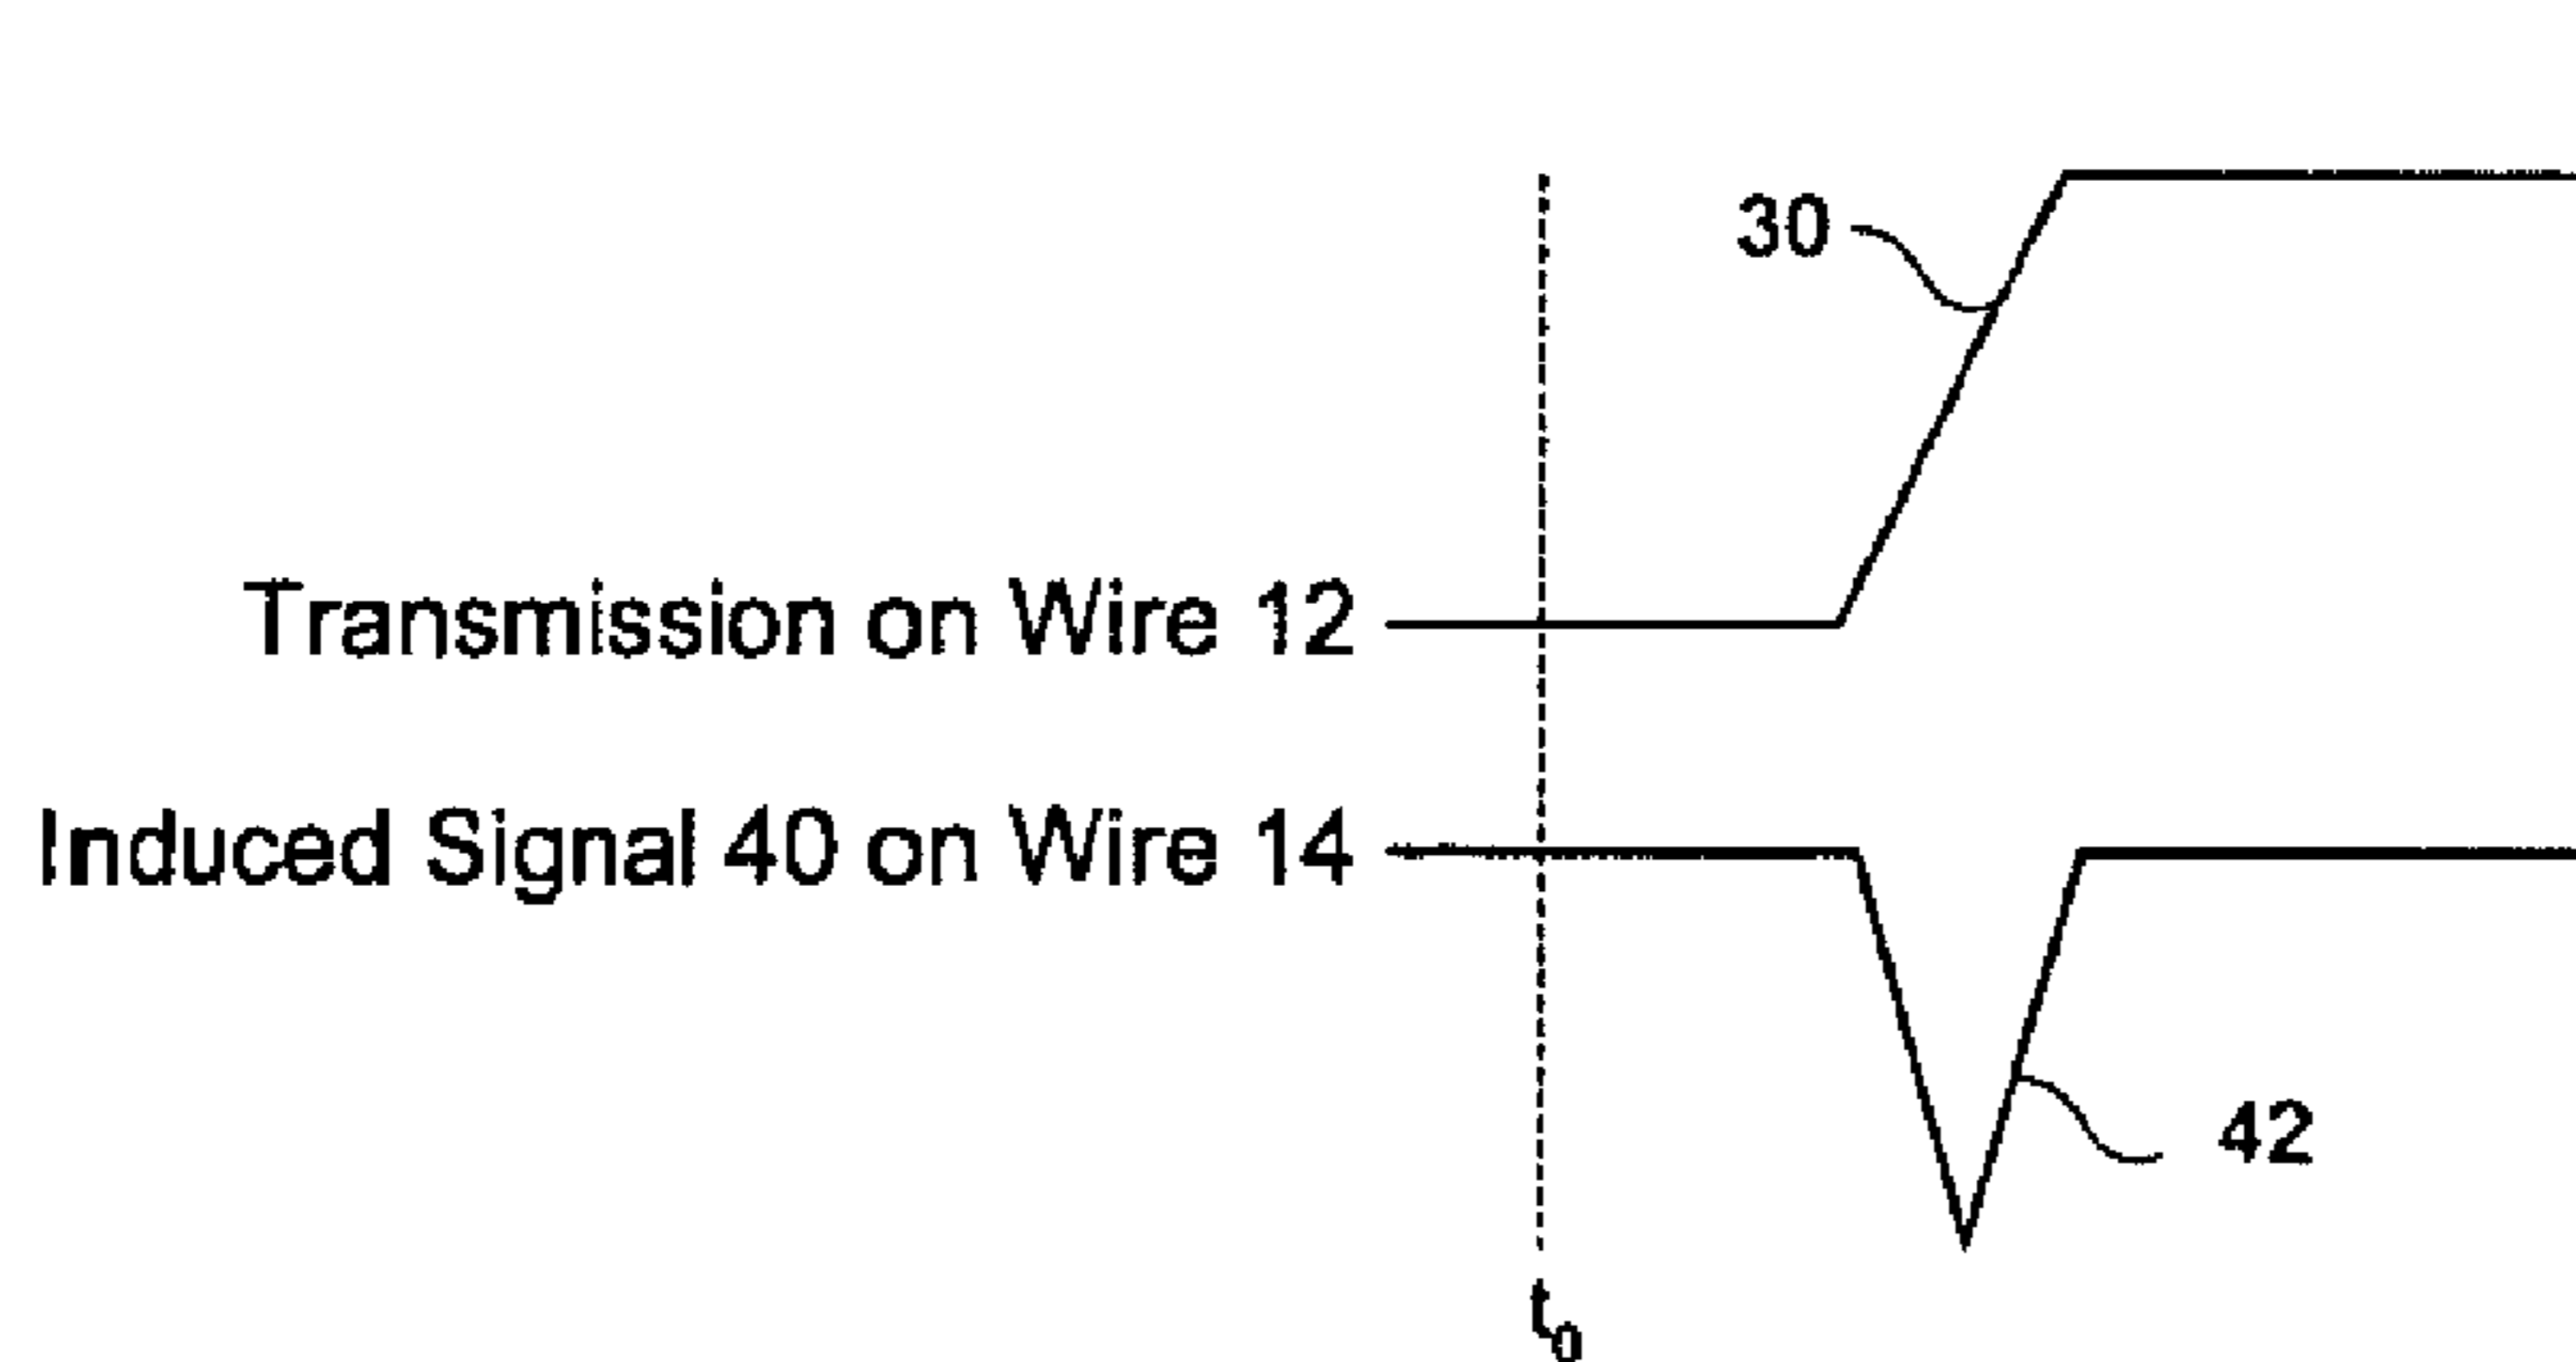 30
Transmission on Wire 12
Induced Signal 40 on Wire 14
42
t₀